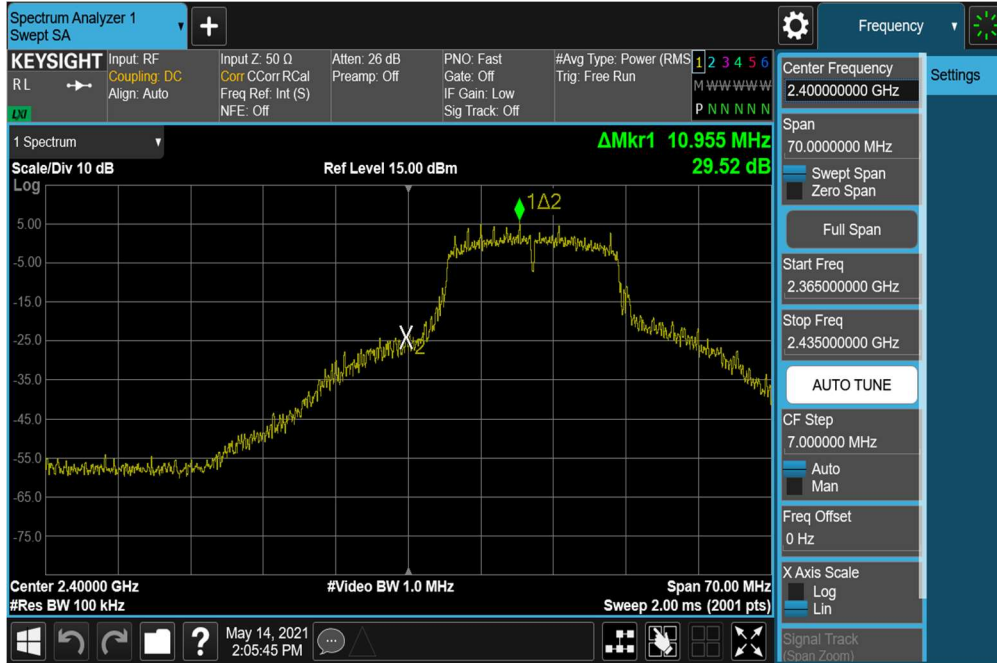 Spectrum Analyzer 1
Swept SA
+
Frequency
KEYSIGHT
R L
LXI
Input: RF
Coupling: DC
Align: Auto
Input Z: 50 Ω
Corr CCorr RCal
Freq Ref: Int (S)
NFE: Off
Atten: 26 dB
Preamp: Off
PNO: Fast
Gate: Off
IF Gain: Low
Sig Track: Off
#Avg Type: Power (RMS
Trig: Free Run
1 2 3 4 5 6
M W W W W W
P N N N N N
1 Spectrum
ΔMkr1 10.955 MHz
Scale/Div 10 dB
Ref Level 15.00 dBm
29.52 dB
Log
1Δ2
5.00
-5.00
-15.0
-25.0
2
-35.0
-45.0
-55.0
-65.0
-75.0
Center 2.40000 GHz
#Video BW 1.0 MHz
Span 70.00 MHz
#Res BW 100 kHz
Sweep 2.00 ms (2001 pts)
?
May 14, 2021
2:05:45 PM
Center Frequency
2.400000000 GHz
Settings
Span
70.0000000 MHz
Swept Span
Zero Span
Full Span
Start Freq
2.365000000 GHz
Stop Freq
2.435000000 GHz
AUTO TUNE
CF Step
7.000000 MHz
Auto
Man
Freq Offset
0 Hz
X Axis Scale
Log
Lin
Signal Track
(Span Zoom)